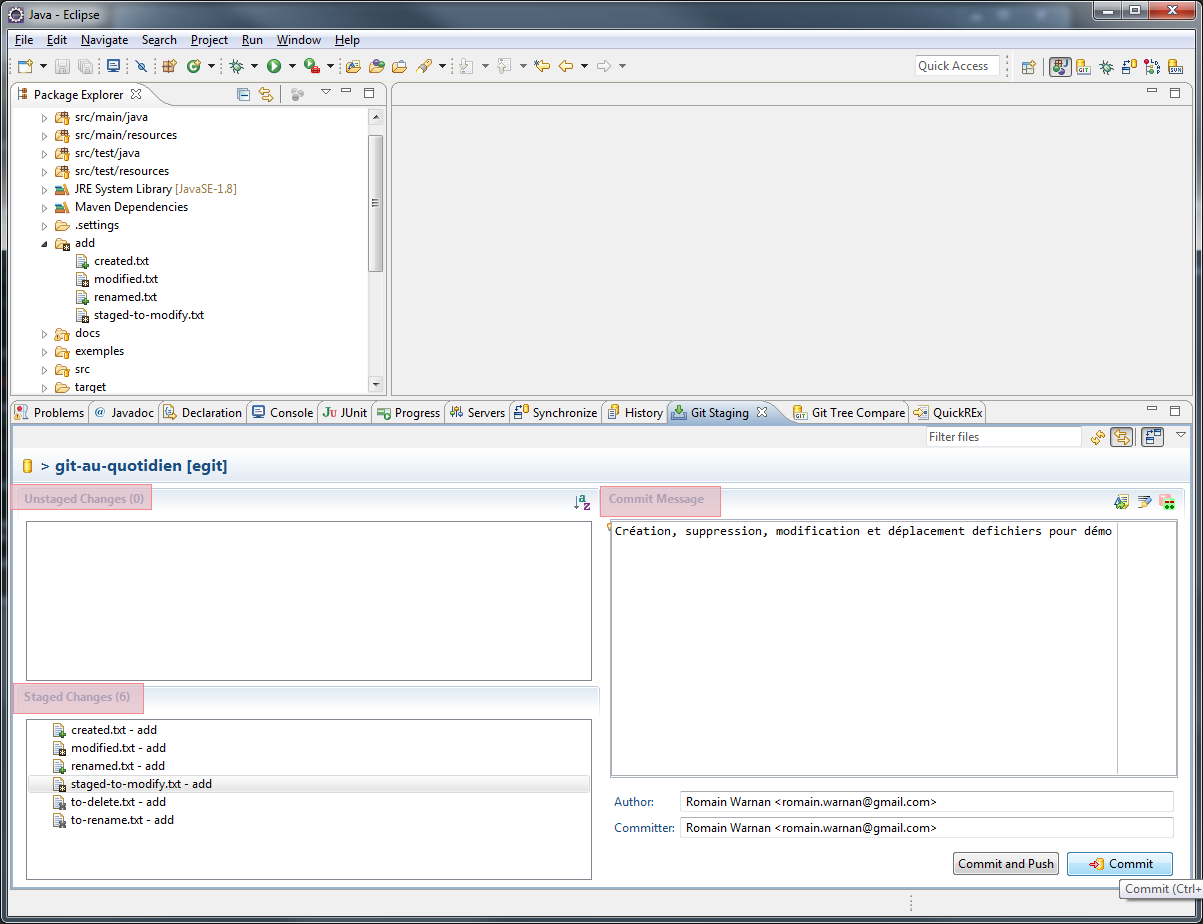 Java - Eclipse
File Edit Navigate Search Project Run Window Help
Quick Access
Package Explorer
src/main/java
src/main/resources
src/test/java
src/test/resources
JRE System Library [JavaSE-1.8]
Maven Dependencies
.settings
add
created.txt
modified.txt
renamed.txt
staged-to-modify.txt
docs
exemples
src
target
Problems @ Javadoc Declaration Console JUnit Progress Servers Synchronize History Git Staging Git Tree Compare QuickREx
Filter files
> git-au-quotidien [egit]
Unstaged Changes (0)
Commit Message
Création, suppression, modification et déplacement defichiers pour démo
Staged Changes (6)
created.txt - add
modified.txt - add
renamed.txt - add
staged-to-modify.txt - add
to-delete.txt - add
to-rename.txt - add
Author: Romain Warnan <romain.warnan@gmail.com>
Committer: Romain Warnan <romain.warnan@gmail.com>
Commit and Push Commit
Commit (Ctrl+